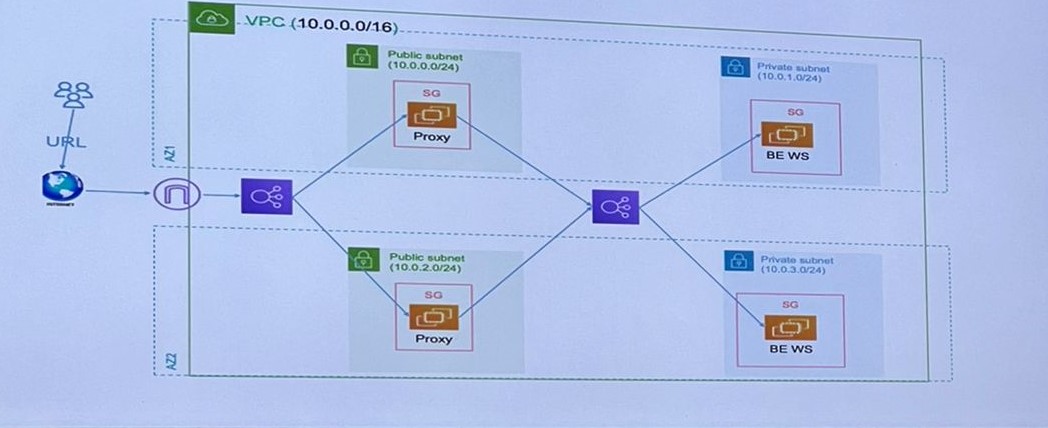 VPC (10.0.0.0/16)
Public subnet
(10.0.0.0/24)
Private subnet
(10.0.1.0/24)
SG
SG
Proxy
BE WS
URL
AZ1
INTERNET
Public subnet
(10.0.2.0/24)
Private subnet
(10.0.3.0/24)
SG
SG
Proxy
BE WS
AZ2